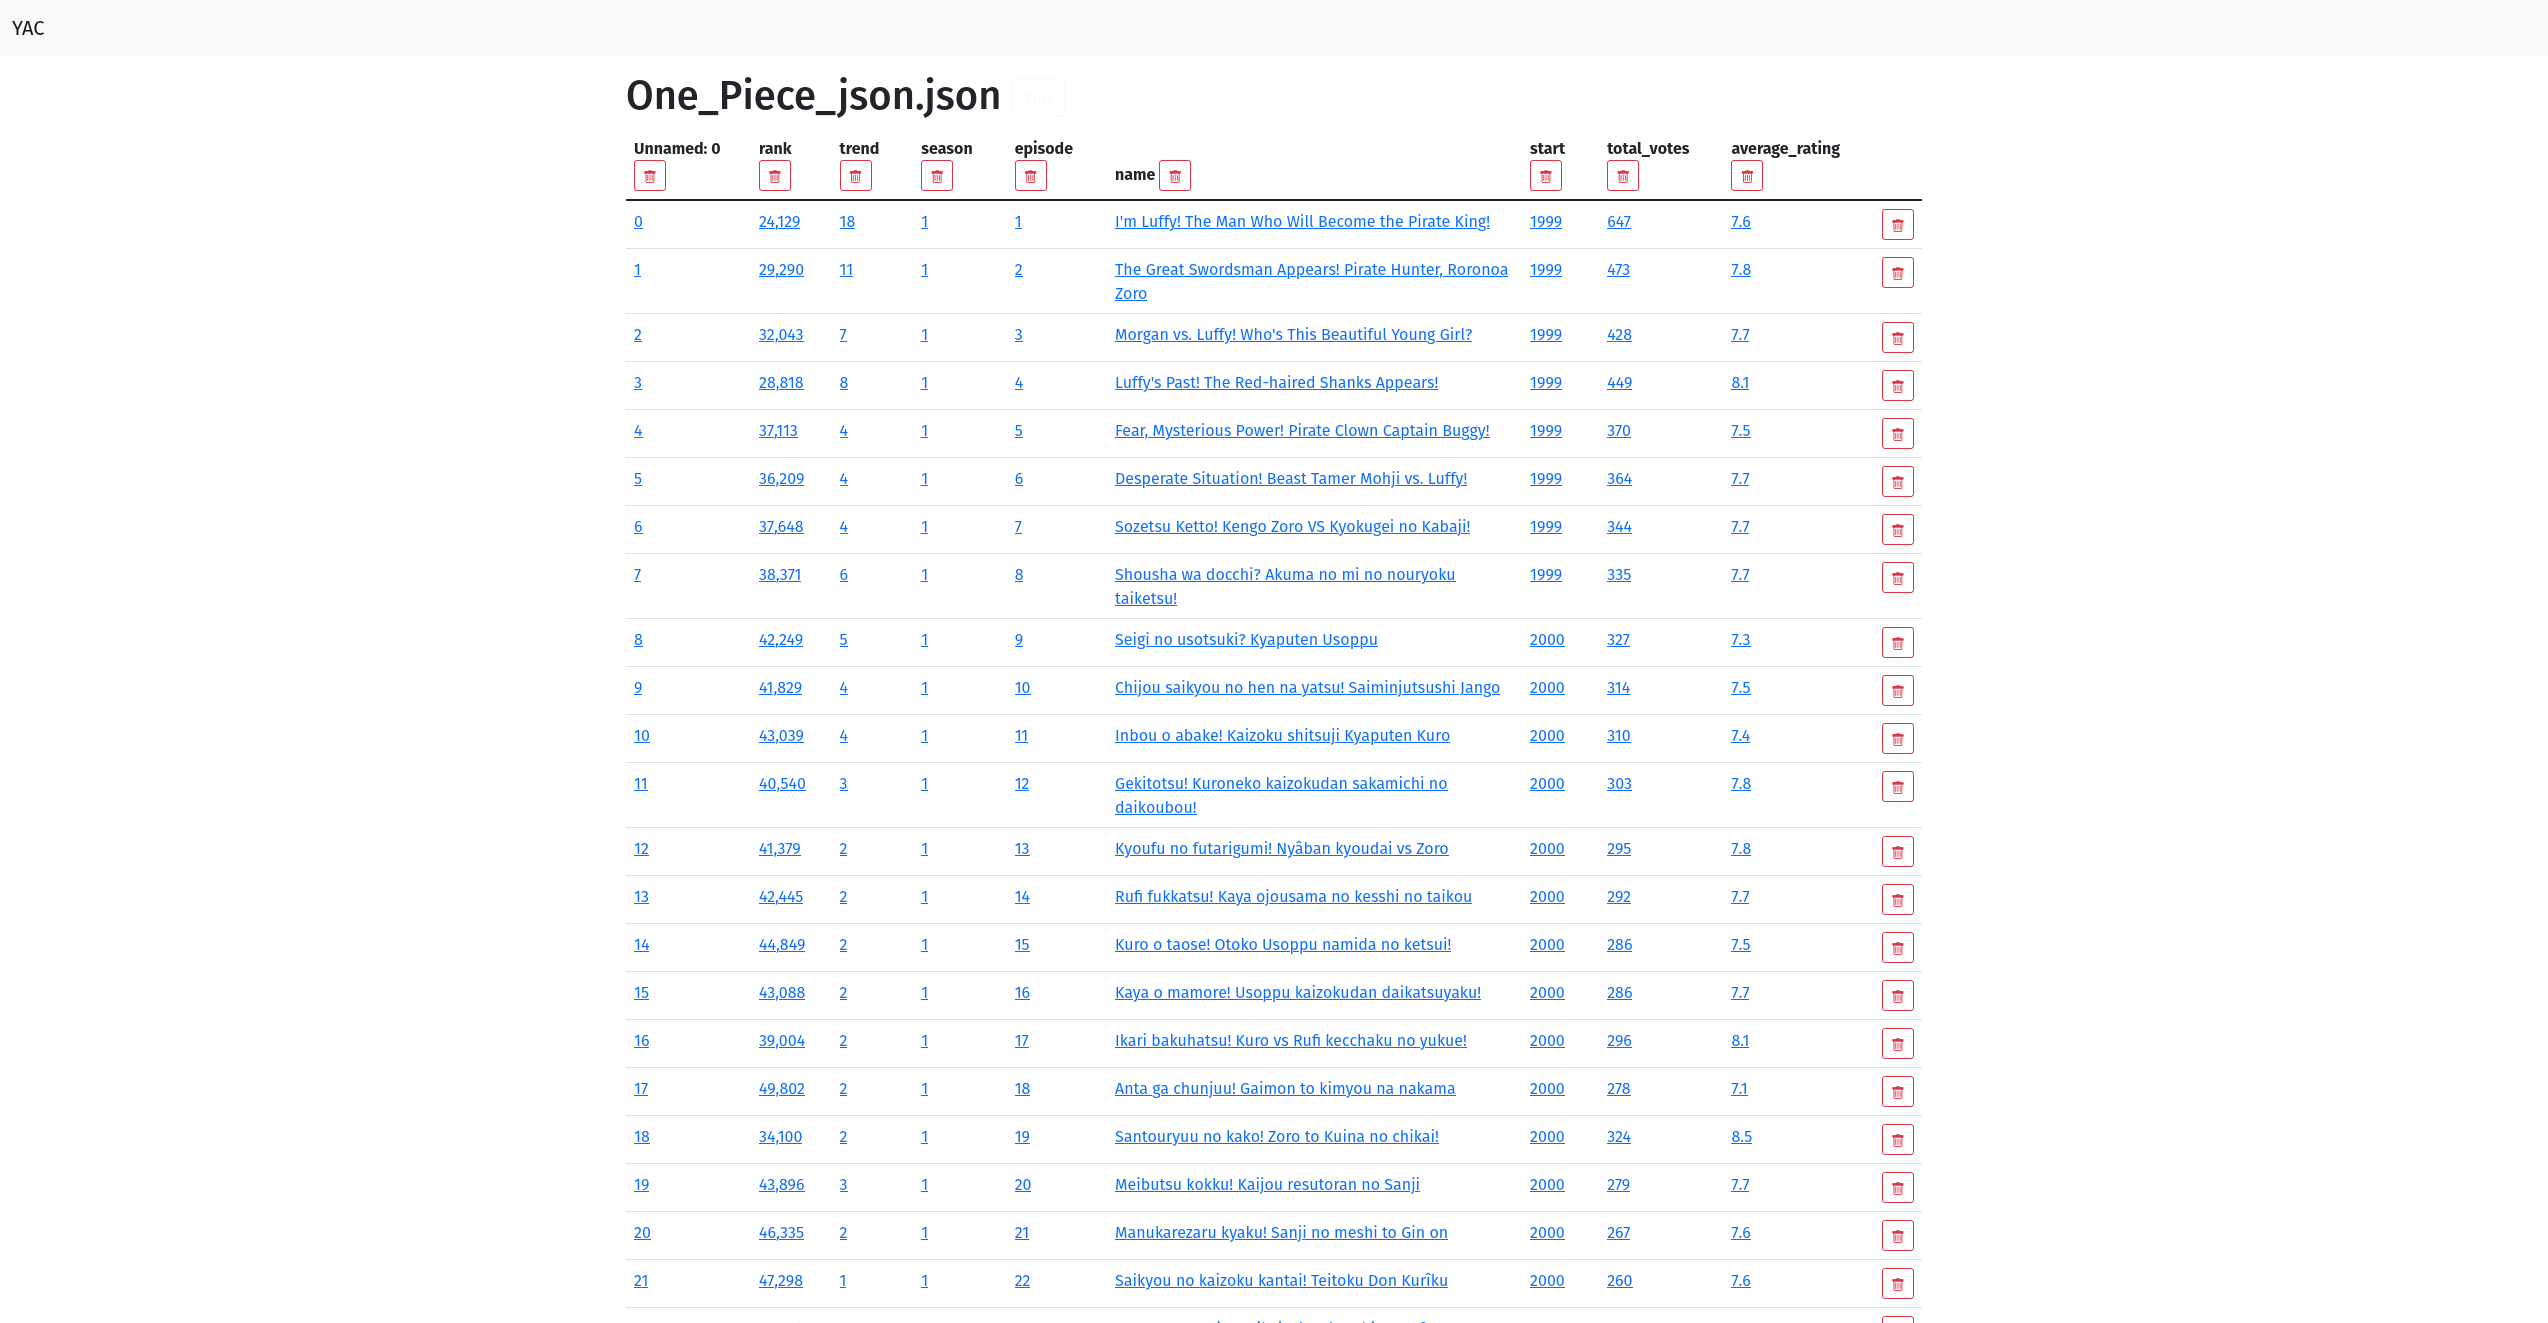 YAC
One_Piece_json.json Edit
Unnamed: 0 rank trend season episode name start total_votes average_rating
0 24,129 18 1 1 I'm Luffy! The Man Who Will Become the Pirate King! 1999 647 7.6
1 29,290 11 1 2 The Great Swordsman Appears! Pirate Hunter, Roronoa 1999 473 7.8
Zoro
2 32,043 7 1 3 Morgan vs. Luffy! Who's This Beautiful Young Girl? 1999 428 7.7
3 28,818 8 1 4 Luffy's Past! The Red-haired Shanks Appears! 1999 449 8.1
4 37,113 4 1 5 Fear, Mysterious Power! Pirate Clown Captain Buggy! 1999 370 7.5
5 36,209 4 1 6 Desperate Situation! Beast Tamer Mohji vs. Luffy! 1999 364 7.7
6 37,648 4 1 7 Sozetsu Ketto! Kengo Zoro VS Kyokugei no Kabaji! 1999 344 7.7
7 38,371 6 1 8 Shousha wa docchi? Akuma no mi no nouryoku 1999 335 7.7
taiketsu!
8 42,249 5 1 9 Seigi no usotsuki? Kyaputen Usoppu 2000 327 7.3
9 41,829 4 1 10 Chijou saikyou no hen na yatsu! Saiminjutsushi Jango 2000 314 7.5
10 43,039 4 1 11 Inbou o abake! Kaizoku shitsuji Kyaputen Kuro 2000 310 7.4
11 40,540 3 1 12 Gekitotsu! Kuroneko kaizokudan sakamichi no 2000 303 7.8
daikoubou!
12 41,379 2 1 13 Kyoufu no futarigumi! Nyâban kyoudai vs Zoro 2000 295 7.8
13 42,445 2 1 14 Rufi fukkatsu! Kaya ojousama no kesshi no taikou 2000 292 7.7
14 44,849 2 1 15 Kuro o taose! Otoko Usoppu namida no ketsui! 2000 286 7.5
15 43,088 2 1 16 Kaya o mamore! Usoppu kaizokudan daikatsuyaku! 2000 286 7.7
16 39,004 2 1 17 Ikari bakuhatsu! Kuro vs Rufi kecchaku no yukue! 2000 296 8.1
17 49,802 2 1 18 Anta ga chunjuu! Gaimon to kimyou na nakama 2000 278 7.1
18 34,100 2 1 19 Santouryuu no kako! Zoro to Kuina no chikai! 2000 324 8.5
19 43,896 3 1 20 Meibutsu kokku! Kaijou resutoran no Sanji 2000 279 7.7
20 46,335 2 1 21 Manukarezaru kyaku! Sanji no meshi to Gin on 2000 267 7.6
21 47,298 1 1 22 Saikyou no kaizoku kantai! Teitoku Don Kurîku 2000 260 7.6